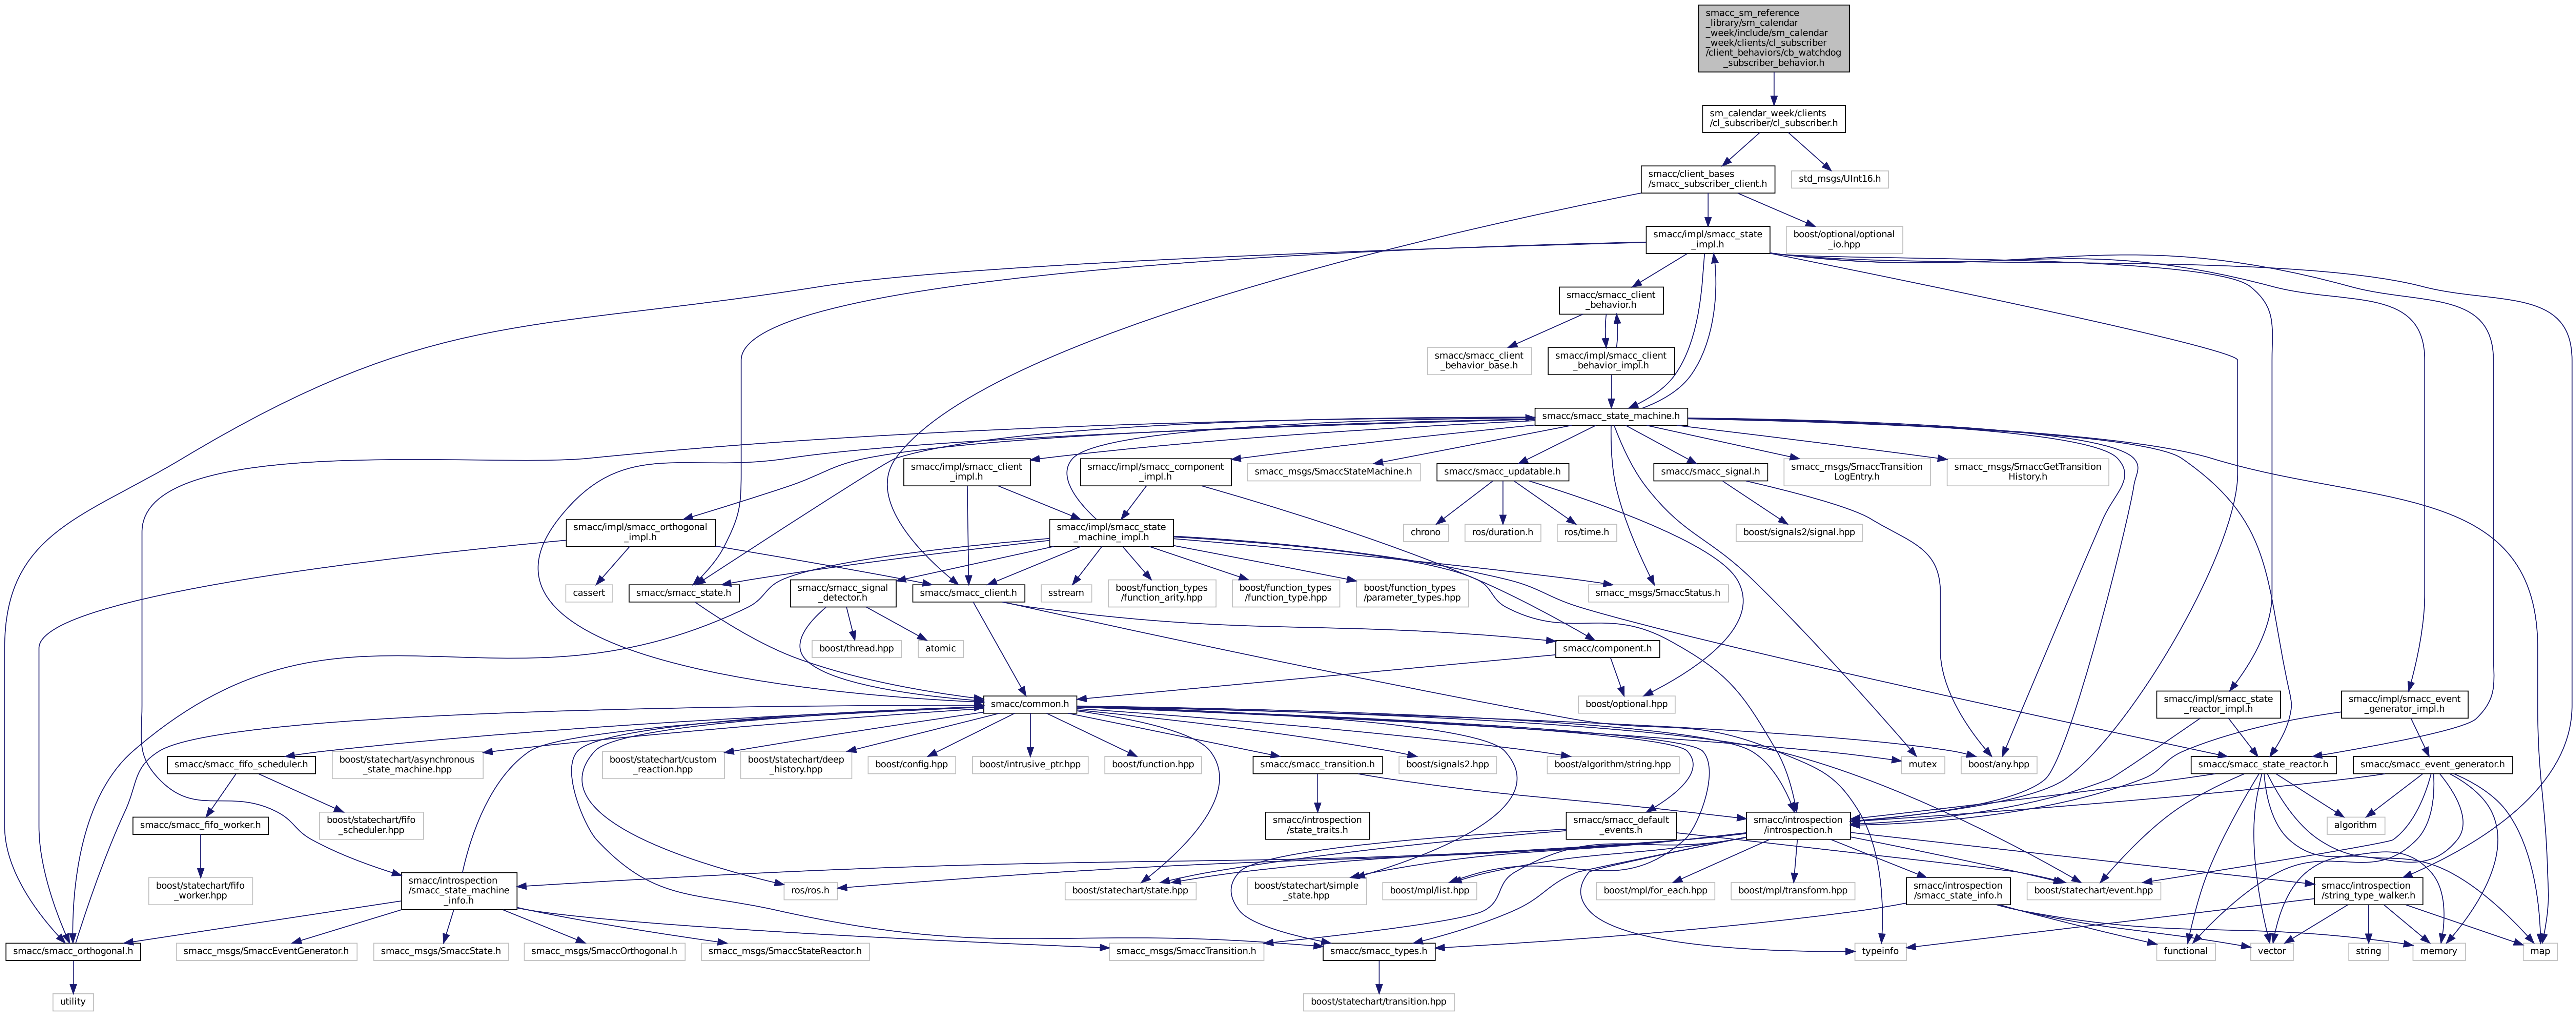 smacc_sm_reference
_library/sm_calendar
_week/include/sm_calendar
_week/clients/cl_subscriber
/client_behaviors/cb_watchdog
_subscriber_behavior.h
sm_calendar_week/clients
/cl_subscriber/cl_subscriber.h
smacc/client_bases
/smacc_subscriber_client.h
std_msgs/UInt16.h
smacc/impl/smacc_state
_impl.h
boost/optional/optional
_io.hpp
smacc/smacc_client
_behavior.h
smacc/smacc_client
_behavior_base.h
smacc/impl/smacc_client
_behavior_impl.h
smacc/smacc_state_machine.h
smacc/impl/smacc_client
_impl.h
smacc/impl/smacc_component
_impl.h
smacc_msgs/SmaccStateMachine.h
smacc/smacc_updatable.h
smacc/smacc_signal.h
smacc_msgs/SmaccTransition
LogEntry.h
smacc_msgs/SmaccGetTransition
History.h
smacc/impl/smacc_orthogonal
_impl.h
smacc/impl/smacc_state
_machine_impl.h
chrono
ros/duration.h
ros/time.h
boost/signals2/signal.hpp
cassert
smacc/smacc_state.h
smacc/smacc_signal
_detector.h
smacc/smacc_client.h
sstream
boost/function_types
/function_arity.hpp
boost/function_types
/function_type.hpp
boost/function_types
/parameter_types.hpp
smacc_msgs/SmaccStatus.h
boost/thread.hpp
atomic
smacc/component.h
smacc/common.h
boost/optional.hpp
smacc/impl/smacc_state
_reactor_impl.h
smacc/impl/smacc_event
_generator_impl.h
smacc/smacc_fifo_scheduler.h
boost/statechart/asynchronous
_state_machine.hpp
boost/statechart/custom
_reaction.hpp
boost/statechart/deep
_history.hpp
boost/config.hpp
boost/intrusive_ptr.hpp
boost/function.hpp
smacc/smacc_transition.h
boost/signals2.hpp
boost/algorithm/string.hpp
mutex
boost/any.hpp
smacc/smacc_state_reactor.h
smacc/smacc_event_generator.h
smacc/smacc_fifo_worker.h
boost/statechart/fifo
_scheduler.hpp
smacc/introspection
/state_traits.h
smacc/smacc_default
_events.h
smacc/introspection
/introspection.h
algorithm
boost/statechart/fifo
_worker.hpp
smacc/introspection
/smacc_state_machine
_info.h
ros/ros.h
boost/statechart/state.hpp
boost/statechart/simple
_state.hpp
boost/mpl/list.hpp
boost/mpl/for_each.hpp
boost/mpl/transform.hpp
smacc/introspection
/smacc_state_info.h
boost/statechart/event.hpp
smacc/introspection
/string_type_walker.h
smacc/smacc_orthogonal.h
smacc_msgs/SmaccEventGenerator.h
smacc_msgs/SmaccState.h
smacc_msgs/SmaccOrthogonal.h
smacc_msgs/SmaccStateReactor.h
smacc_msgs/SmaccTransition.h
smacc/smacc_types.h
typeinfo
functional
vector
string
memory
map
utility
boost/statechart/transition.hpp